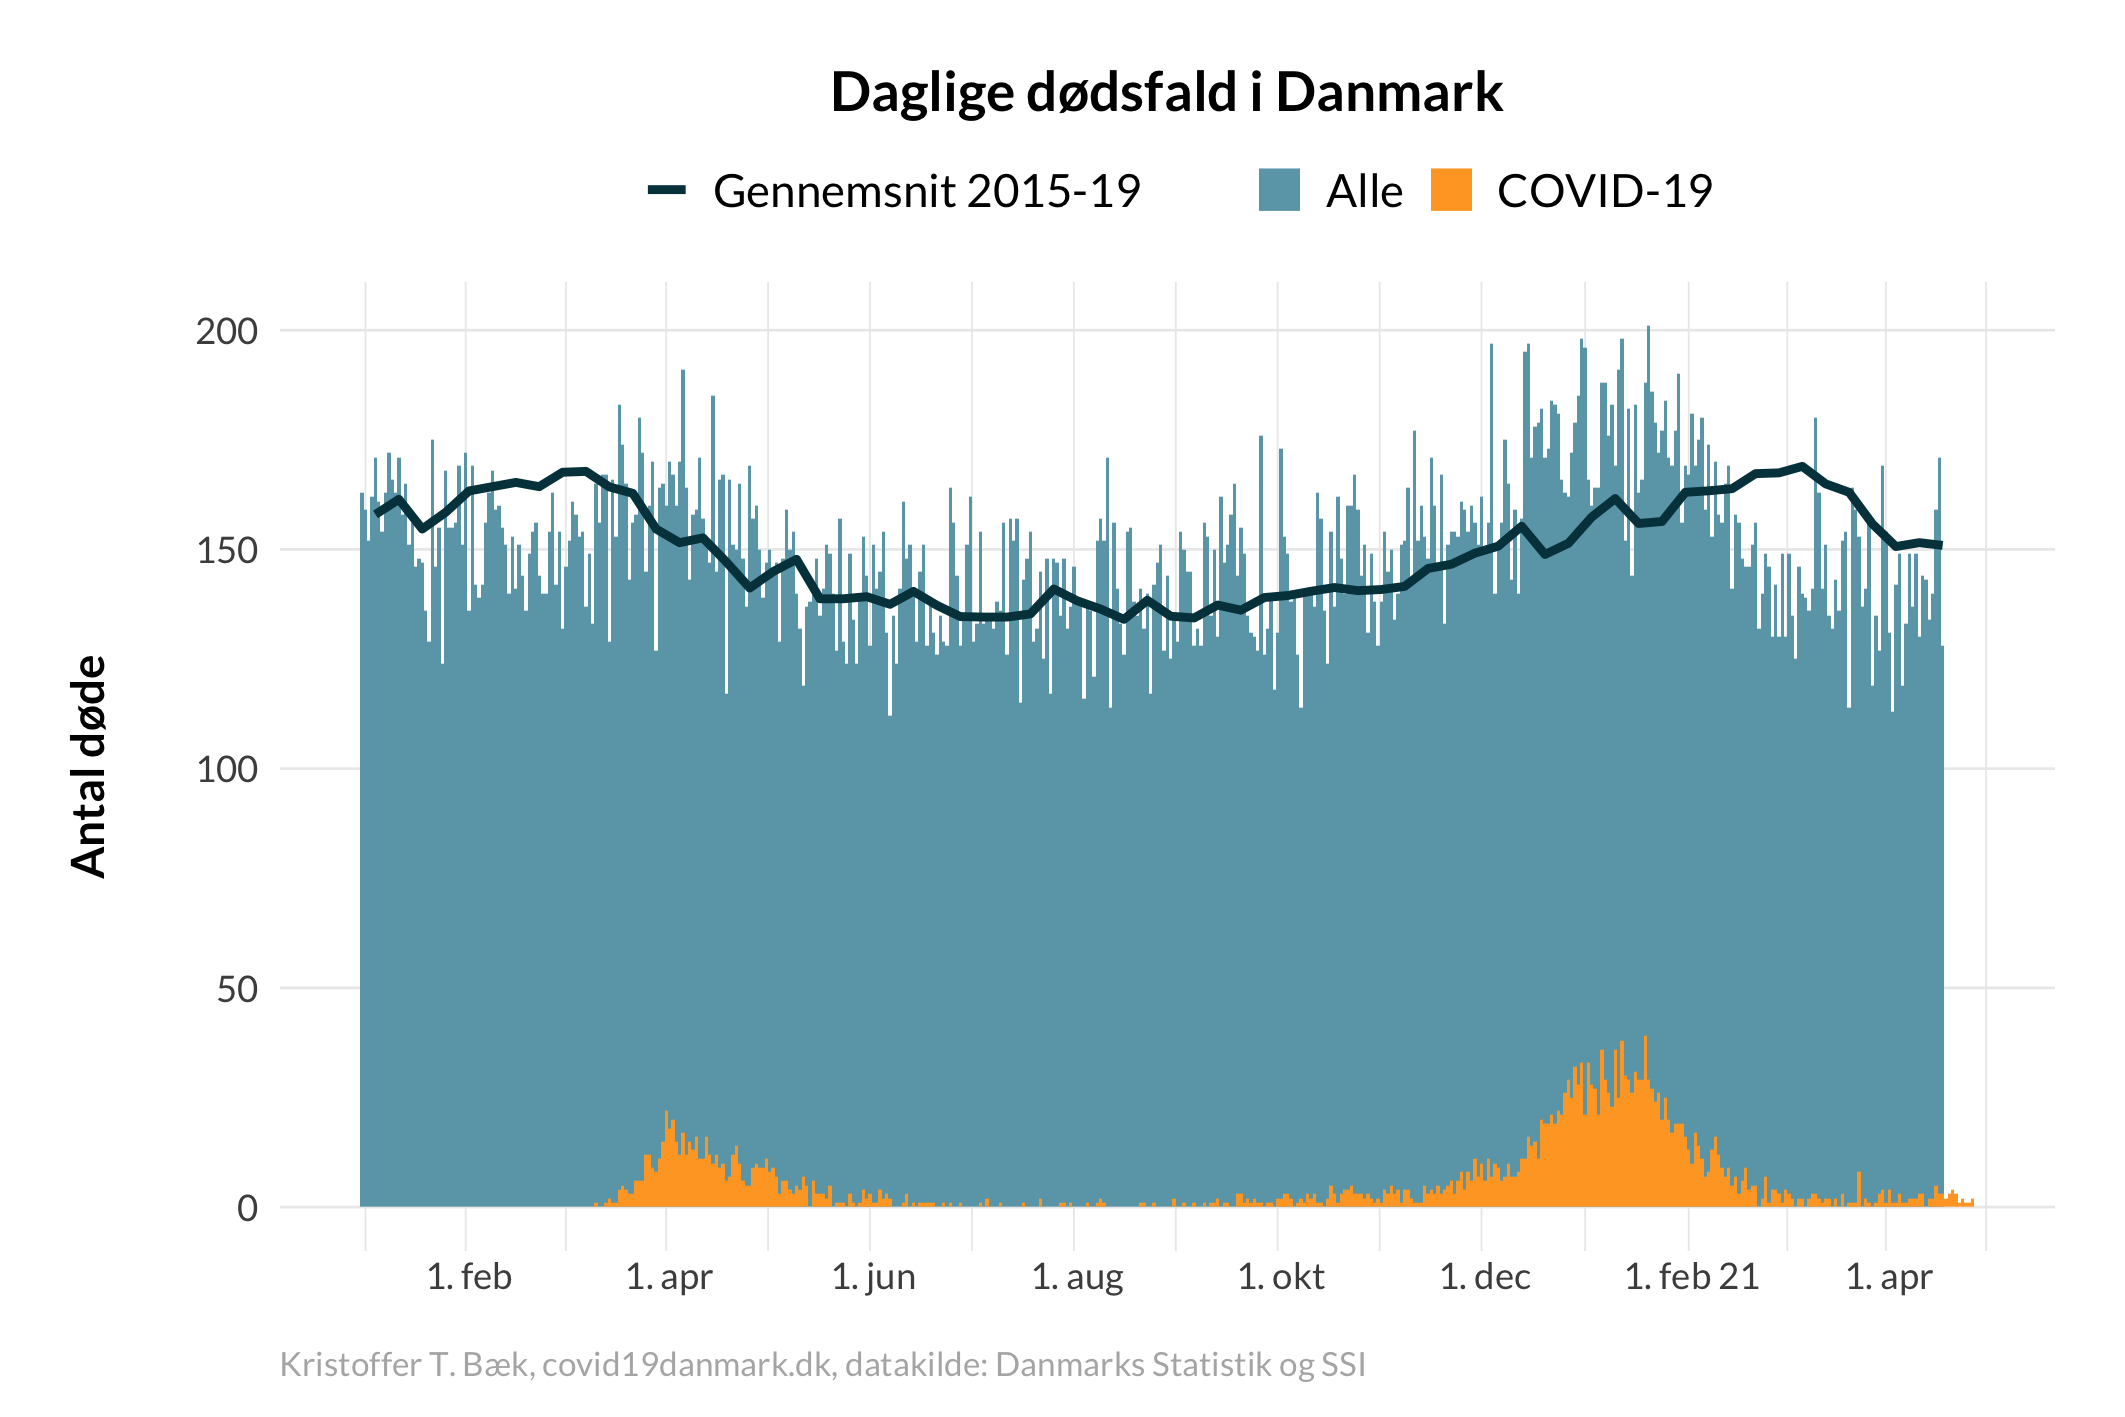 Daglige dødsfald i Danmark
Gennemsnit 2015-19 Alle COVID-19
200
150
100
50
0
Antal døde
1. feb 1. apr 1. jun 1. aug 1. okt 1. dec 1. feb 21 1. apr
Kristoffer T. Bæk, covid19danmark.dk, datakilde: Danmarks Statistik og SSI